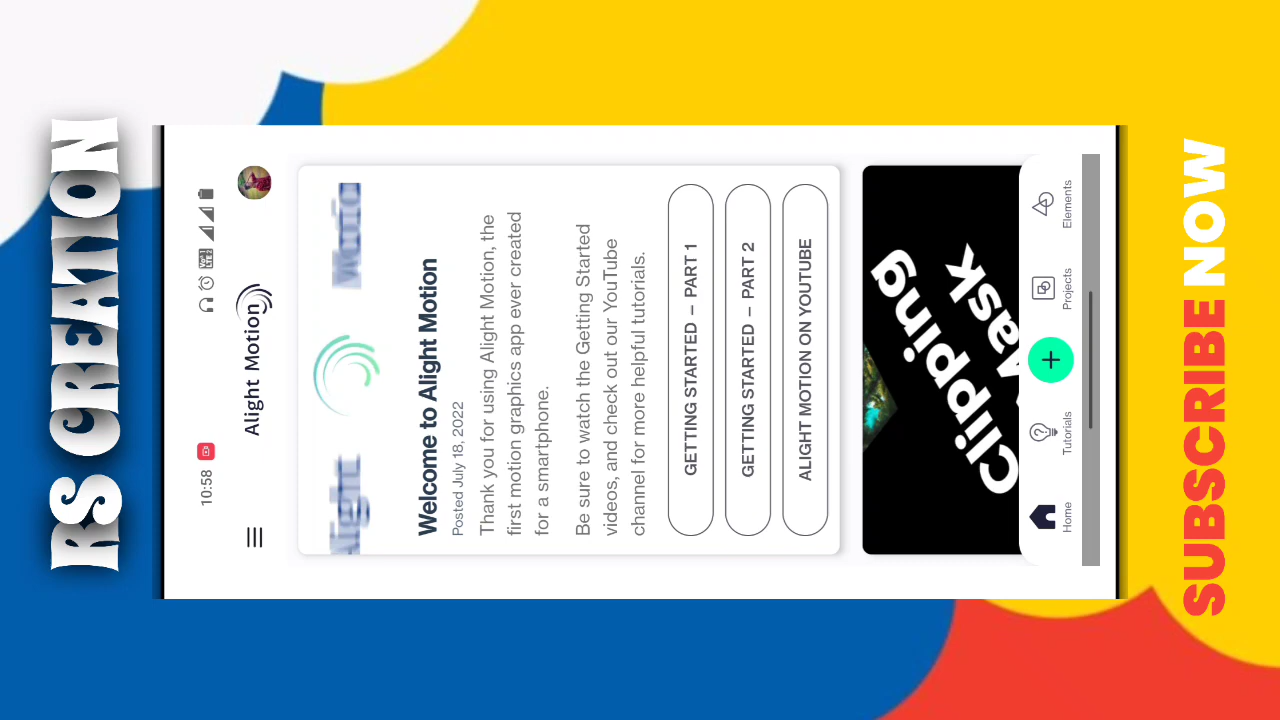 RS CREATION
10:58
Alight Motion
Alight Motion
Welcome to Alight Motion
Posted July 18, 2022
Thank you for using Alight Motion, the
first motion graphics app ever created
for a smartphone.
Be sure to watch the Getting Started
videos, and check out our YouTube
channel for more helpful tutorials.
GETTING STARTED – PART 1
GETTING STARTED – PART 2
ALIGHT MOTION ON YOUTUBE
Clipping
Mask
Home
Tutorials
Projects
Elements
SUBSCRIBE NOW